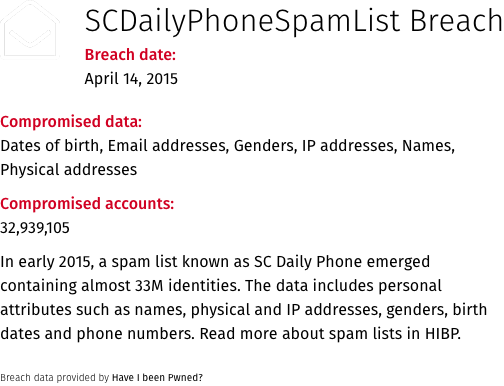 SCDailyPhoneSpamList Breach
Breach date:
April 14, 2015
Compromised data:
Dates of birth, Email addresses, Genders, IP addresses, Names,
Physical addresses
Compromised accounts:
32,939,105
In early 2015, a spam list known as SC Daily Phone emerged
containing almost 33M identities. The data includes personal
attributes such as names, physical and IP addresses, genders, birth
dates and phone numbers. Read more about spam lists in HIBP.
Breach data provided by Have I been Pwned?